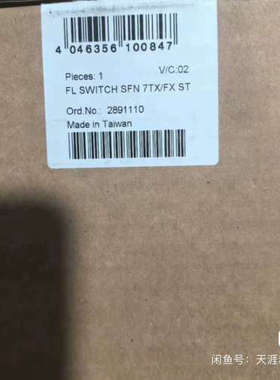 4 046356 100847
Pieces: 1
V/C:02
FL SWITCH SFN 7TX/FX ST
Ord.No.: 2891110
Made in Taiwan
闲鱼号：天涯